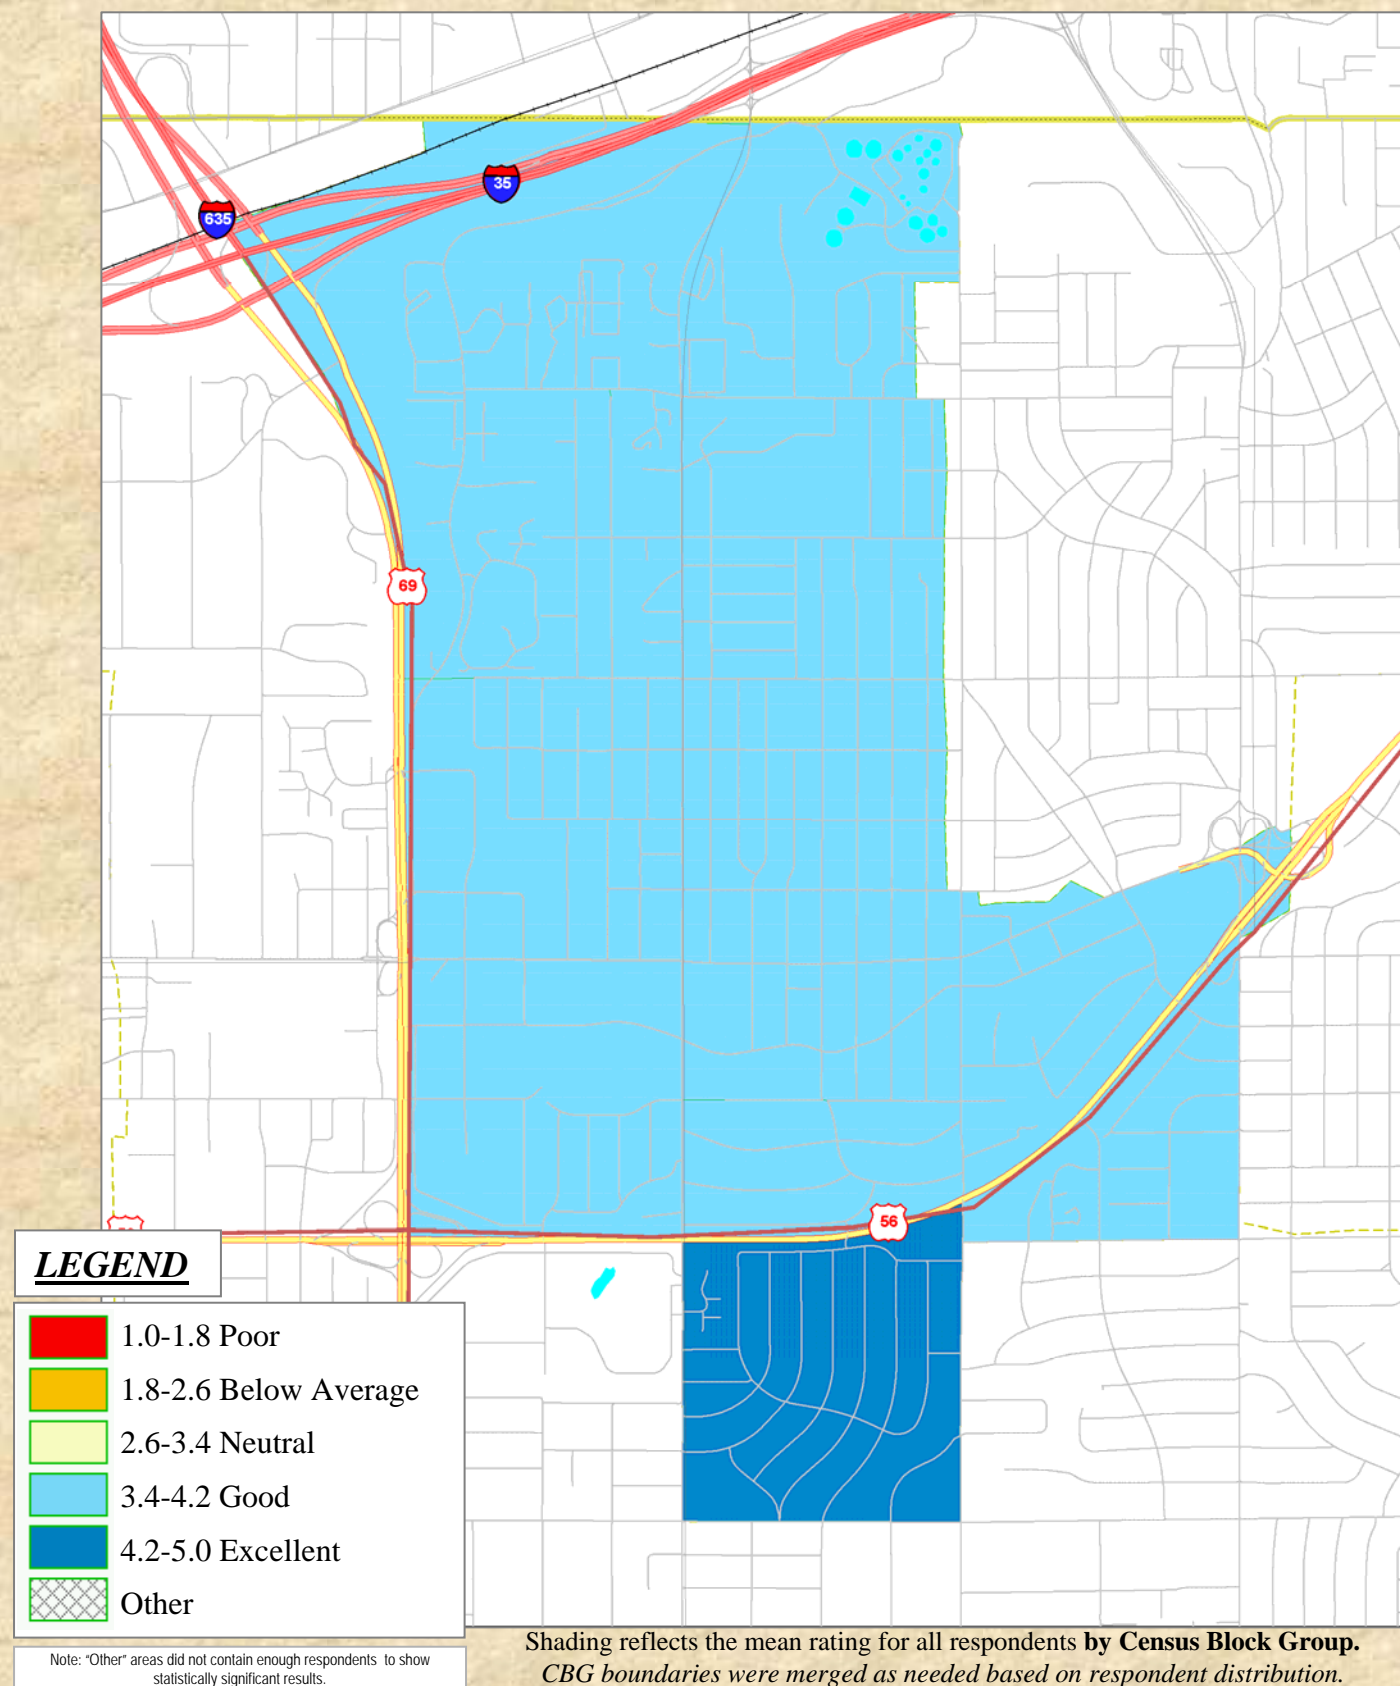 635
35
69
56
LEGEND
1.0-1.8 Poor
1.8-2.6 Below Average
2.6-3.4 Neutral
3.4-4.2 Good
4.2-5.0 Excellent
Other
Note: “Other” areas did not contain enough respondents to show
statistically significant results.
Shading reflects the mean rating for all respondents by Census Block Group.
CBG boundaries were merged as needed based on respondent distribution.